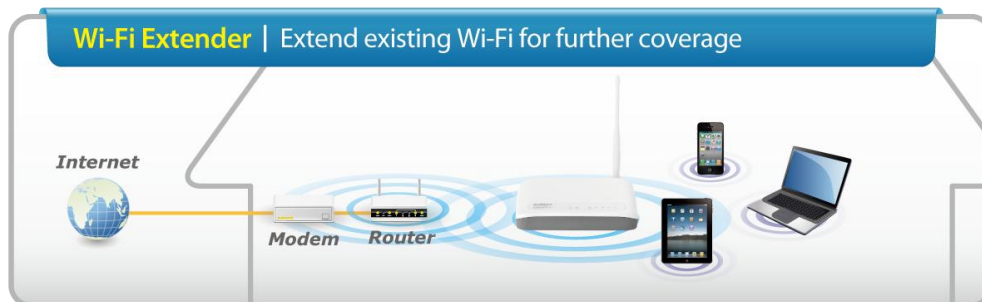 Wi-Fi Extender | Extend existing Wi-Fi for further coverage
Internet
Modem
Router